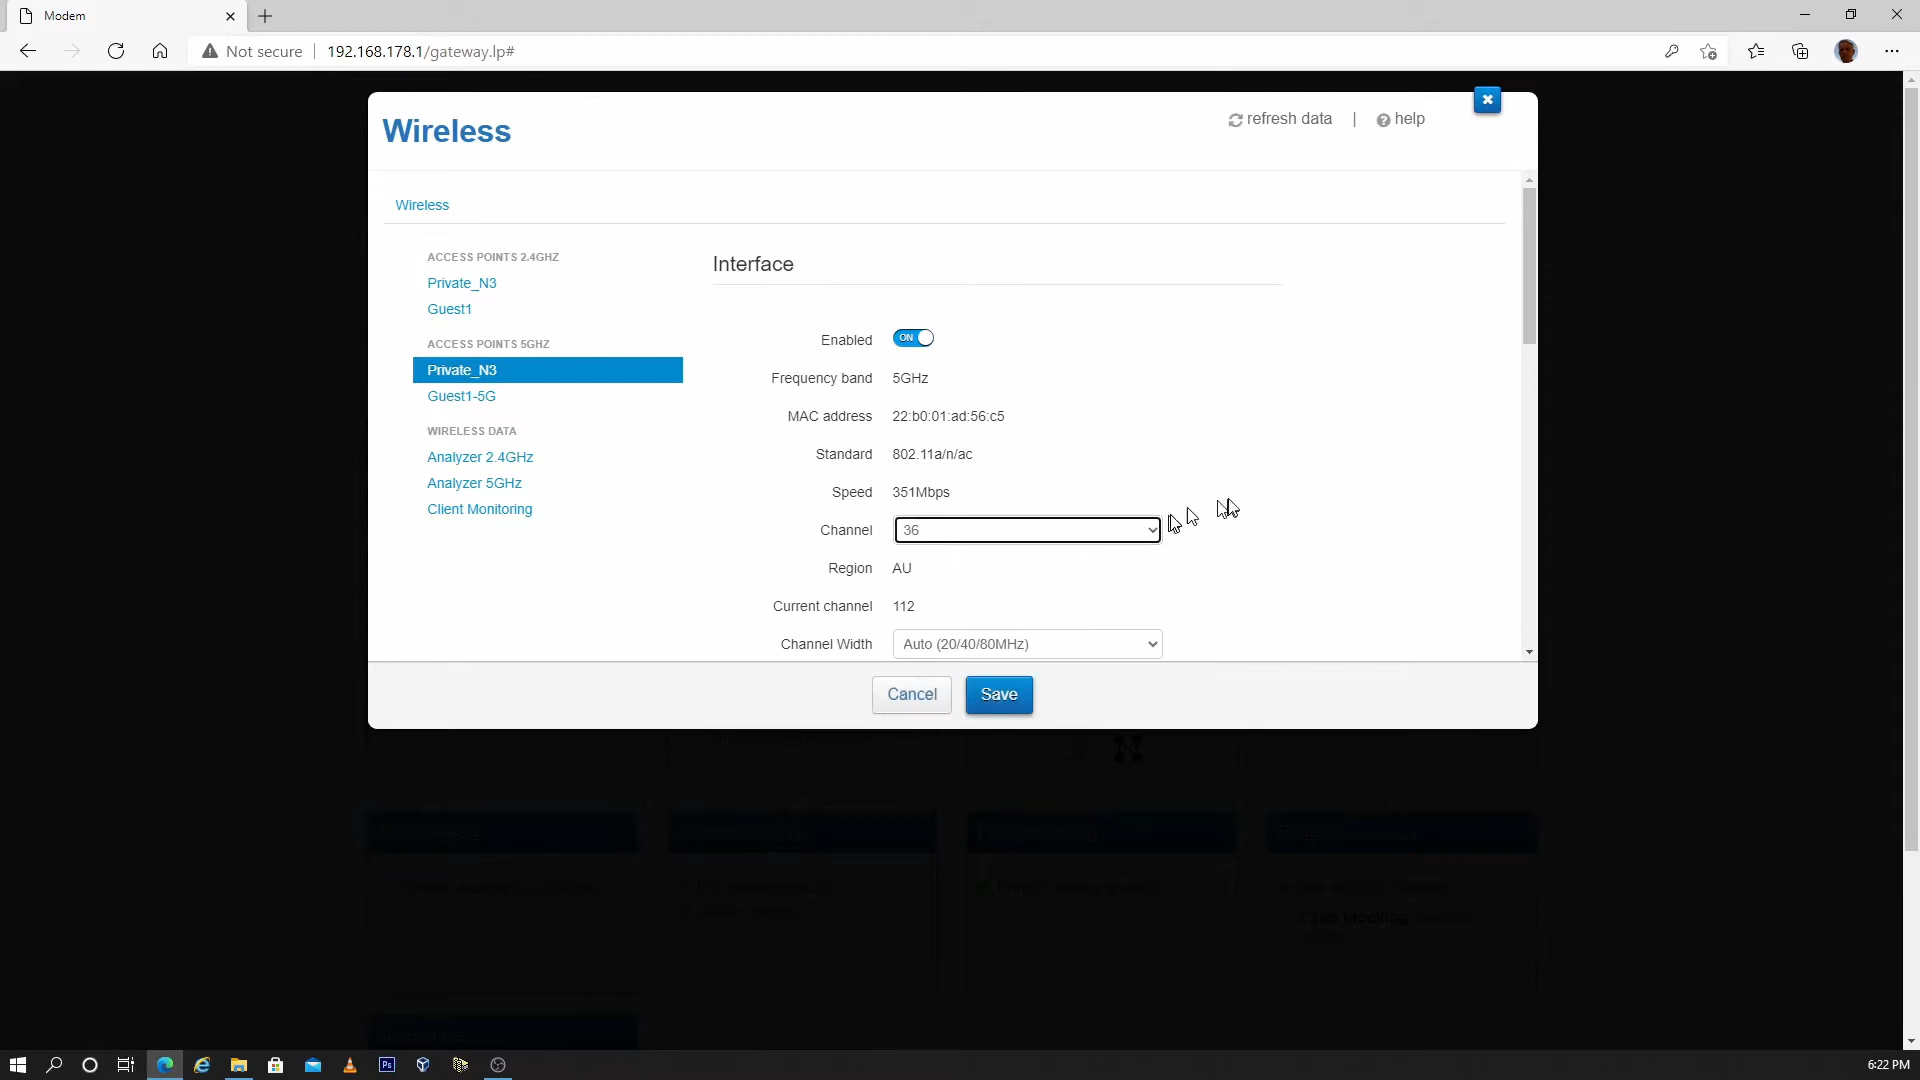 Modem
Not secure
192.168.178.1/gateway.lp#
Wireless
refresh data | help
Wireless
ACCESS POINTS 2.4GHZ
Private_N3
Guest1
ACCESS POINTS 5GHZ
Private_N3
Guest1-5G
WIRELESS DATA
Analyzer 2.4GHz
Analyzer 5GHz
Client Monitoring
Interface
Enabled ON
Frequency band 5GHz
MAC address 22:b0:01:ad:56:c5
Standard 802.11a/n/ac
Speed 351Mbps
Channel 36
Region AU
Current channel 112
Channel Width Auto (20/40/80MHz)
Cancel Save
Ps
6:22 PM